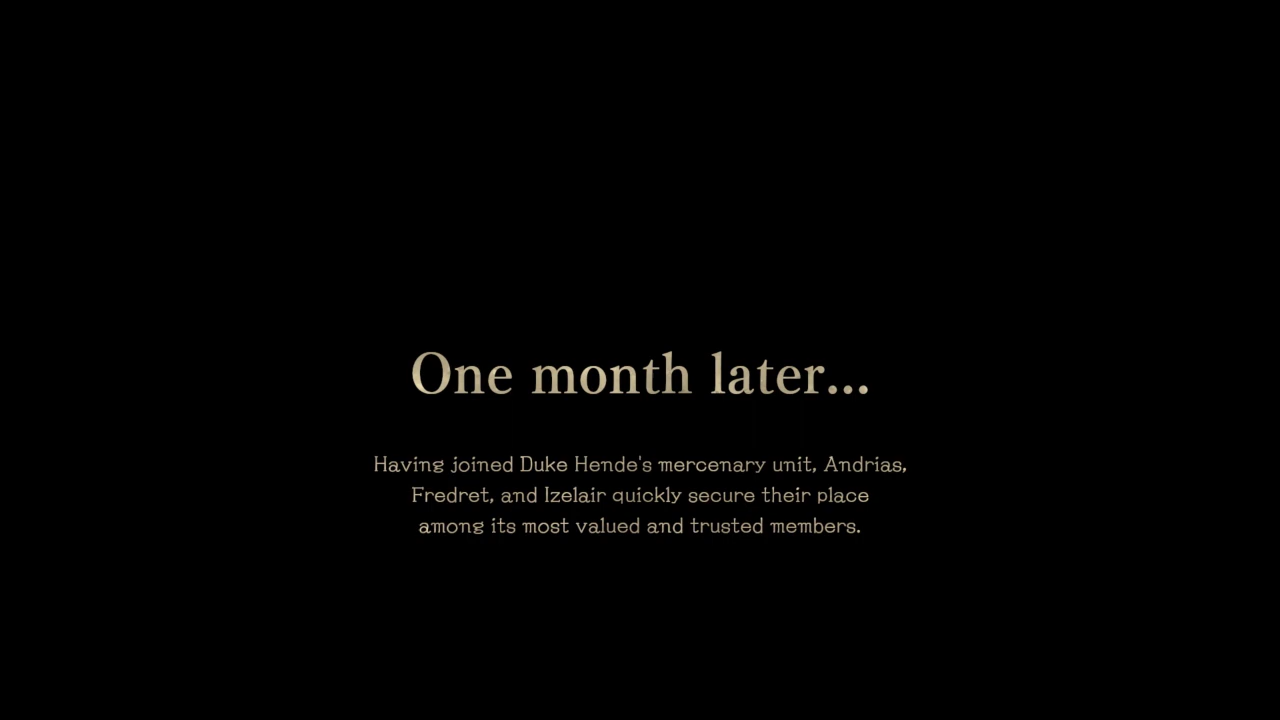 One month later...
Having joined Duke Hende's mercenary unit, Andrias,
Fredret, and Izelair quickly secure their place
among its most valued and trusted members.